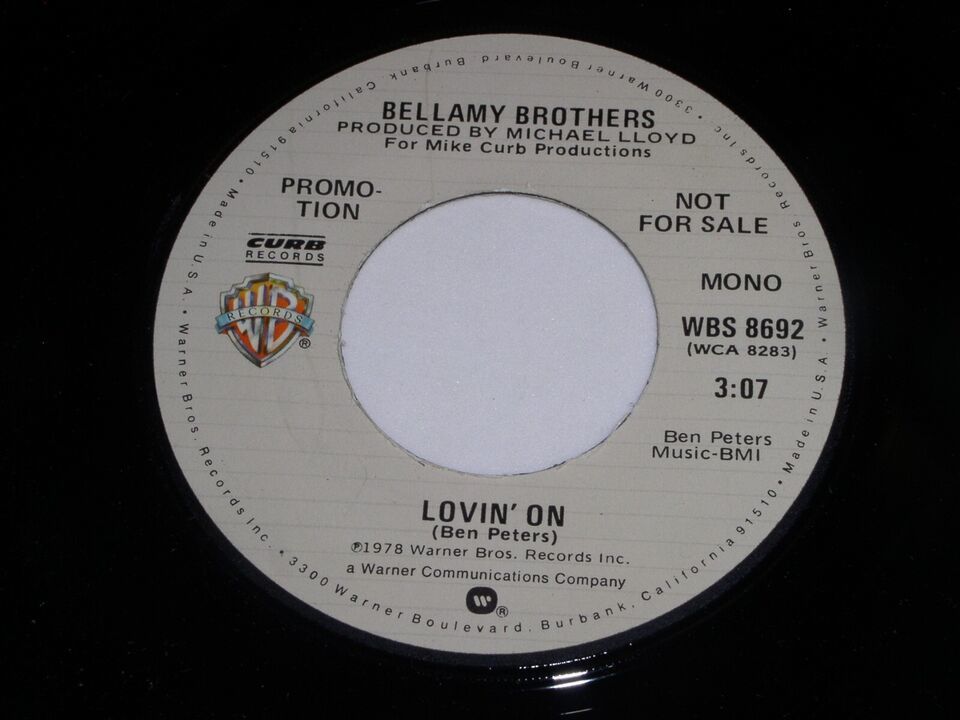 BELLAMY BROTHERS
PRODUCED BY MICHAEL LLOYD
For Mike Curb Productions
PROMO-
TION
NOT
FOR SALE
CURB
RECORDS
WB
RECORDS
®
MONO
WBS 8692
(WCA 8283)
3:07
Ben Peters
Music-BMI
LOVIN' ON
(Ben Peters)
℗1978 Warner Bros. Records Inc.
a Warner Communications Company
W ®
Warner Bros. Records Inc. • 3300 Warner Boulevard, Burbank, California 91510 • Made in U.S.A. • Warner Bros. Records Inc. • 3300 Warner Boulevard, Burbank, California 91510 • Made in U.S.A. •